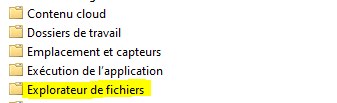 Contenu cloud
Dossiers de travail
Emplacement et capteurs
Exécution de l'application
Explorateur de fichiers